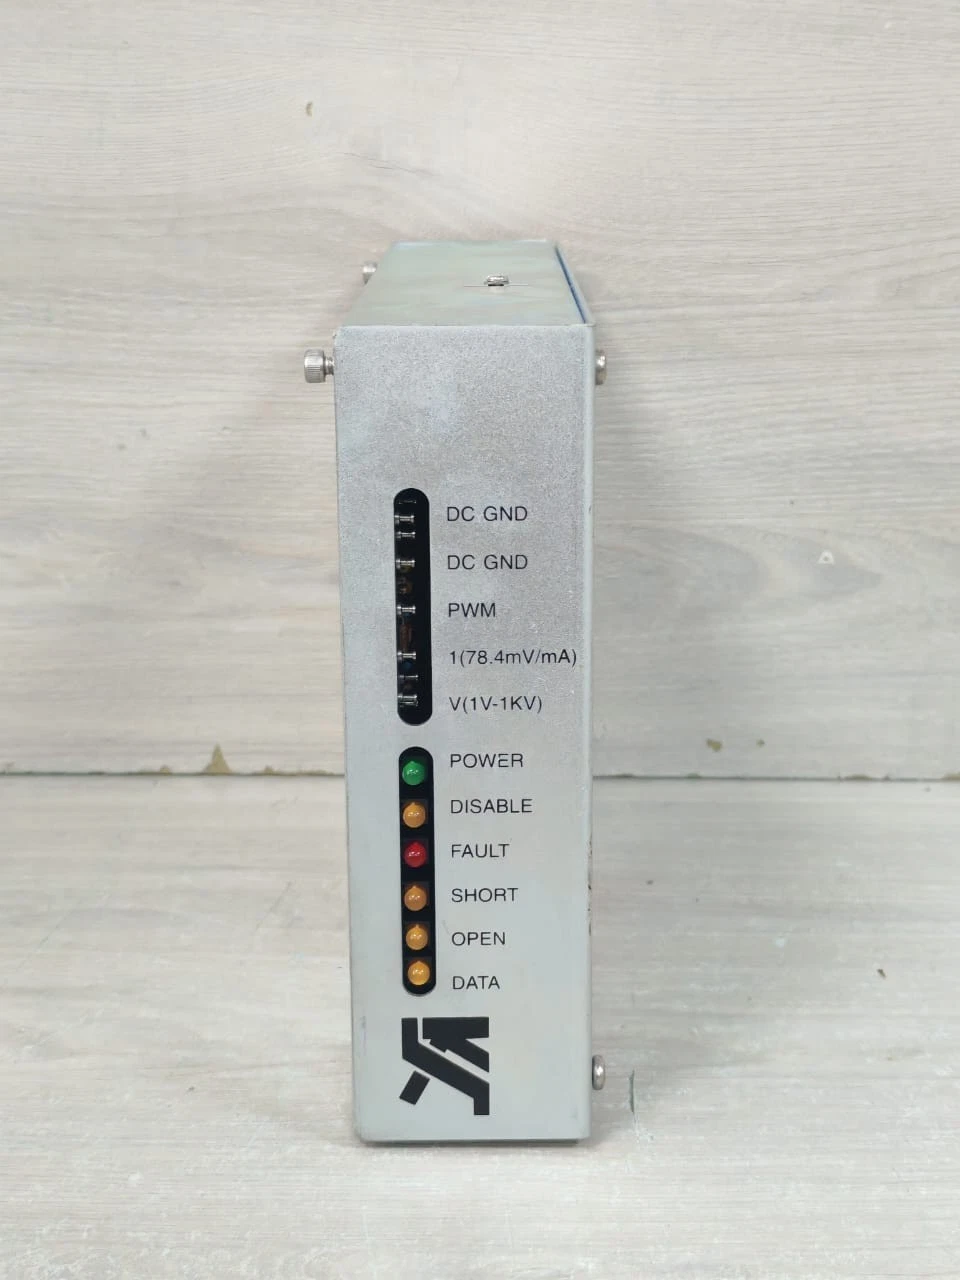 DC GND
DC GND
PWM
1(78.4mV/mA)
V(1V-1KV)
POWER
DISABLE
FAULT
SHORT
OPEN
DATA